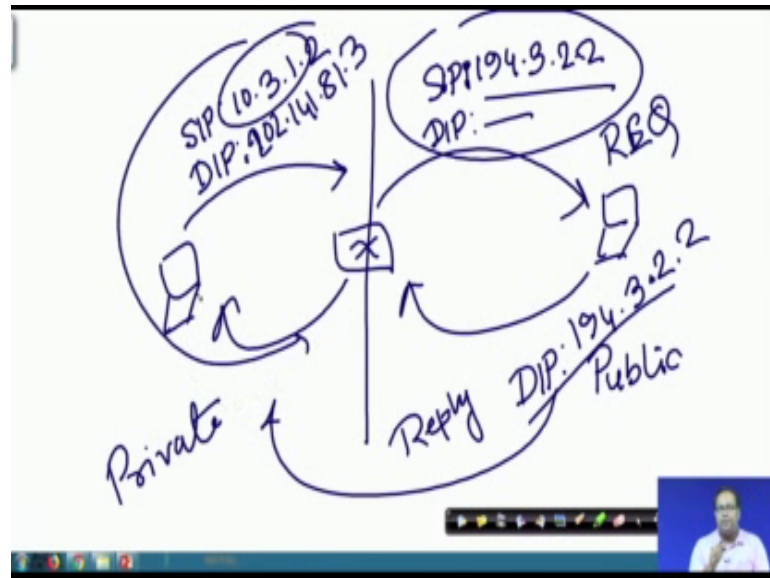 SIP: 10.3.1.2
DIP: 202.141.81.3
SIP: 194.3.2.2
DIP:
REQ
X
DIP: 194.3.2.2
Reply
Public
Private